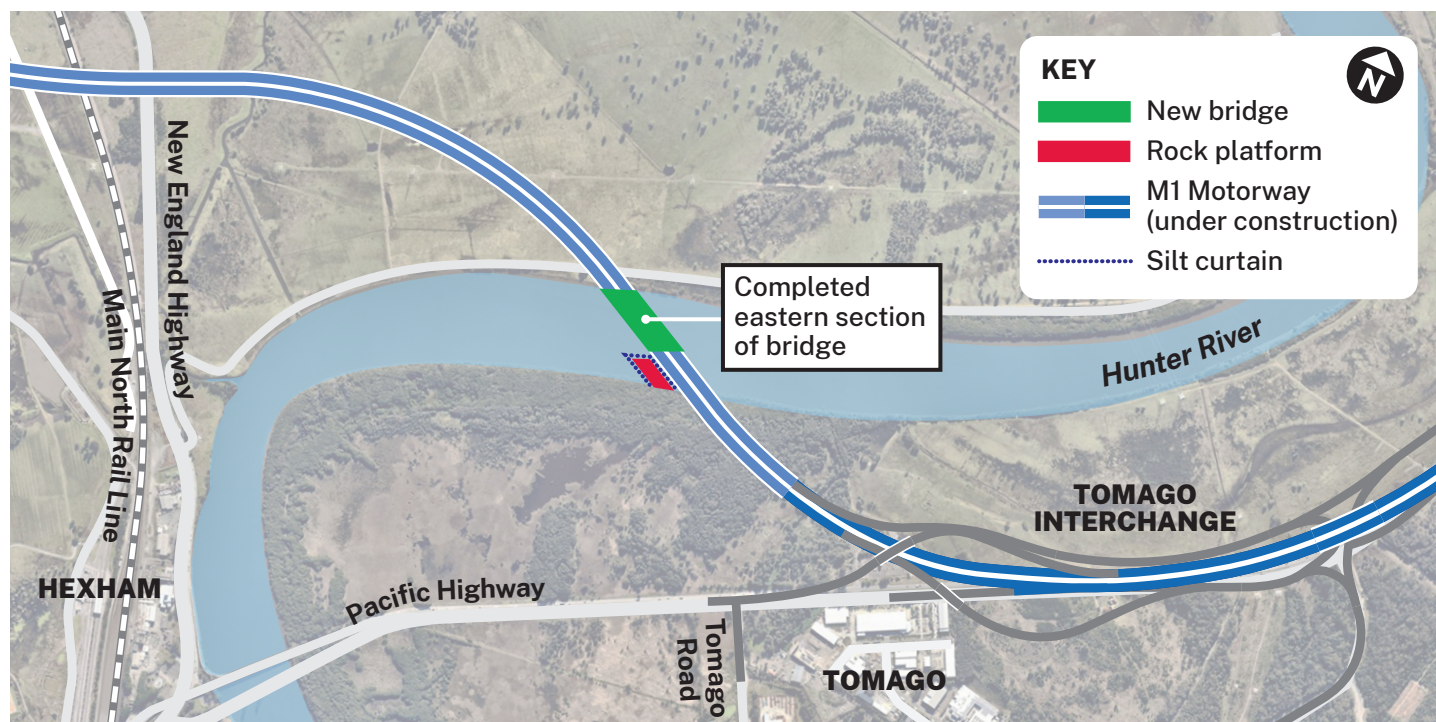 KEY
N
New bridge
Rock platform
M1 Motorway
(under construction)
Silt curtain
New England Highway
Main North Rail Line
Completed
eastern section
of bridge
Hunter River
TOMAGO
INTERCHANGE
HEXHAM
Pacific Highway
Tomago
Road
TOMAGO